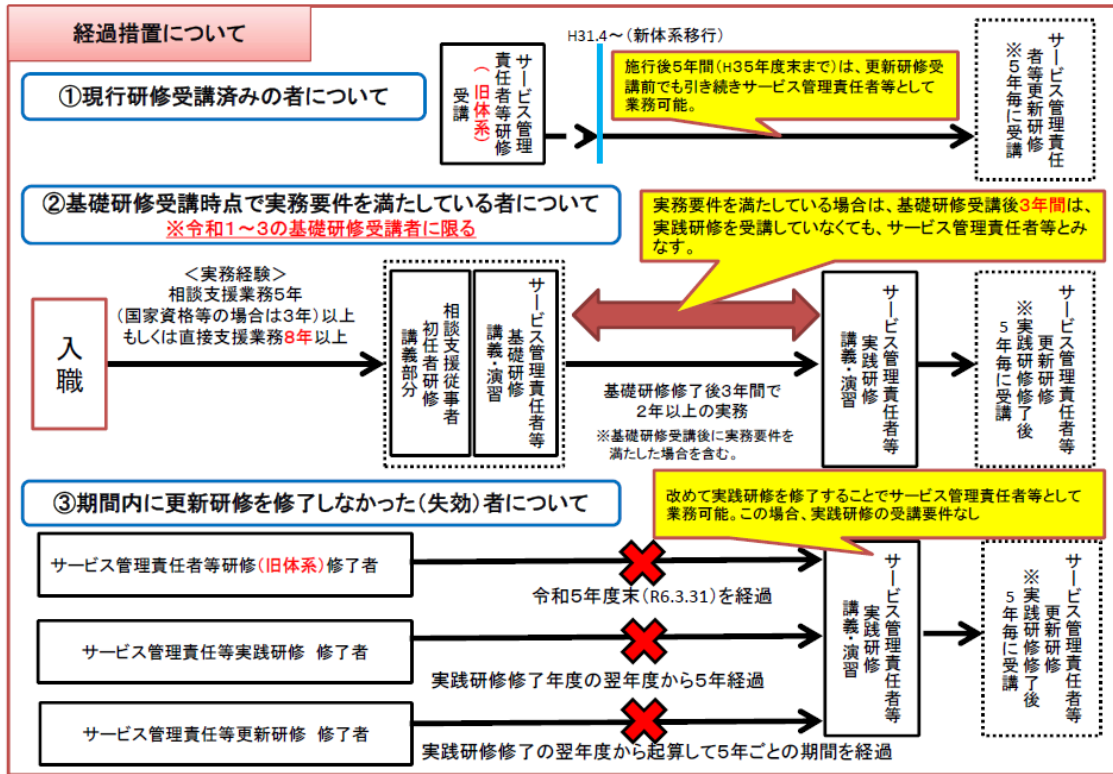 経過措置について
H31.4～(新体系移行)
①現行研修受講済みの者について
サービス管理
責任者等研修
(旧体系)
受講
施行後5年間(H35年度末まで)は、更新研修受
講前でも引き続きサービス管理責任者等として
業務可能。
サービス管理責任
者等更新研修
※5年毎に受講
②基礎研修受講時点で実務要件を満たしている者について
※令和1～3の基礎研修受講者に限る
実務要件を満たしている場合は、基礎研修受講後3年間は、
実践研修を受講していなくても、サービス管理責任者等とみ
なす。
入職
＜実務経験＞
相談支援業務5年
(国家資格等の場合は3年)以上
もしくは直接支援業務8年以上
相談支援従事者
初任者研修
講義部分
サービス管理責任者等
基礎研修
講義・演習
基礎研修修了後3年間で
2年以上の実務
※基礎研修受講後に実務要件を
満たした場合を含む。
サービス管理責任者等
実践研修
講義・演習
サービス管理責任者等
更新研修
※実践研修修了後
5年毎に受講
③期間内に更新研修を修了しなかった(失効)者について
改めて実践研修を修了することでサービス管理責任者等として
業務可能。この場合、実践研修の受講要件なし
サービス管理責任者等研修(旧体系)修了者
令和5年度末(R6.3.31)を経過
サービス管理責任等実践研修 修了者
実践研修修了年度の翌年度から5年経過
サービス管理責任等更新研修 修了者
実践研修修了の翌年度から起算して5年ごとの期間を経過
サービス管理責任者等
実践研修
講義・演習
サービス管理責任者等
更新研修
※実践研修修了後
5年毎に受講